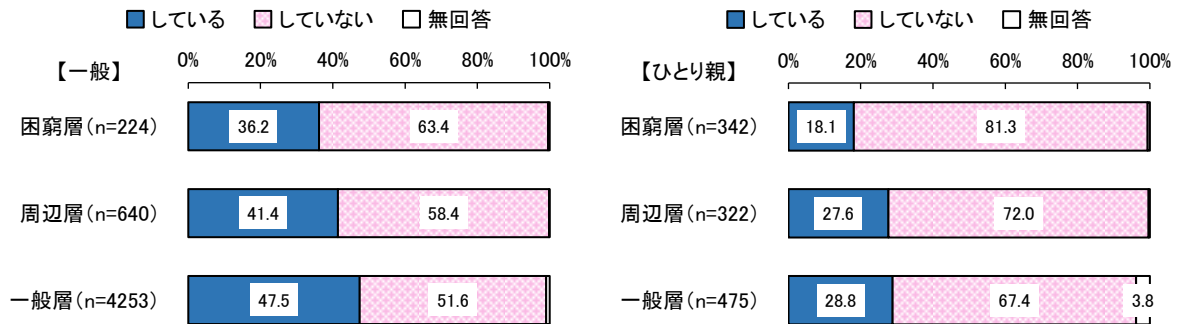 ■している □していない □無回答
0% 20% 40% 60% 80% 100%
【一般】
困窮層(n=224) 36.2 63.4
周辺層(n=640) 41.4 58.4
一般層(n=4253) 47.5 51.6
■している □していない □無回答
0% 20% 40% 60% 80% 100%
【ひとり親】
困窮層(n=342) 18.1 81.3
周辺層(n=322) 27.6 72.0
一般層(n=475) 28.8 67.4 3.8